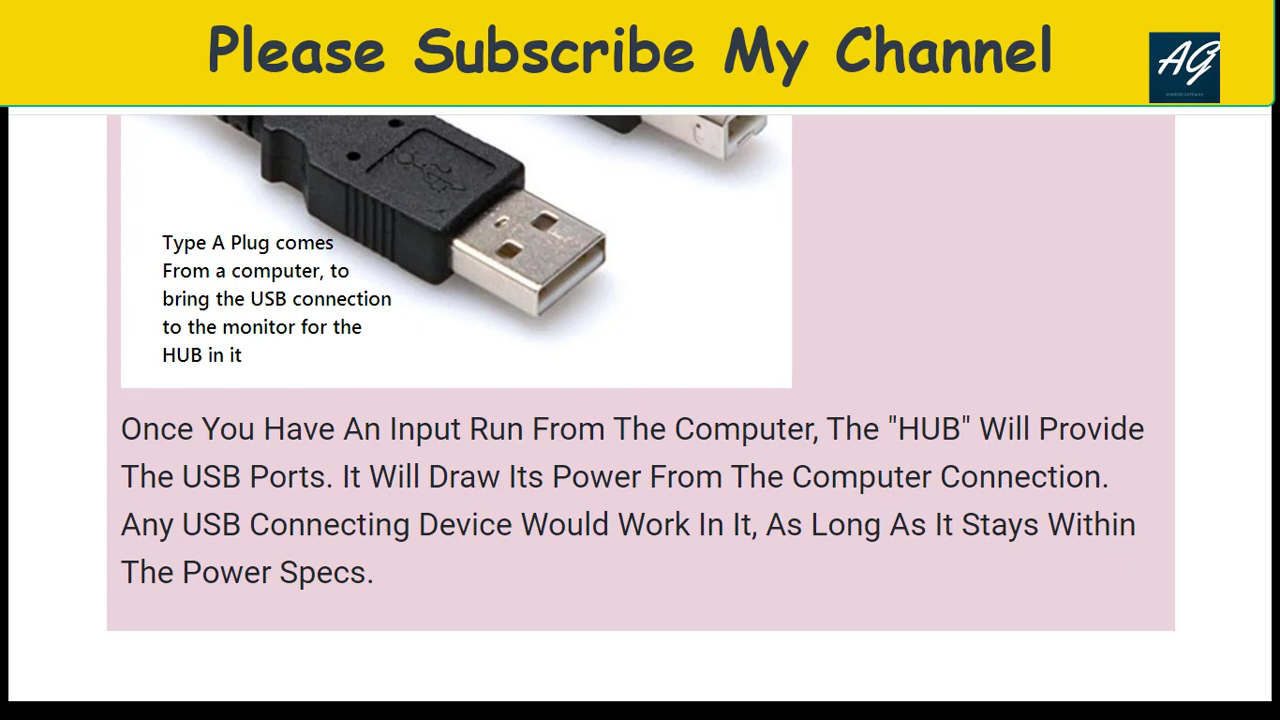 Please Subscribe My Channel
AG
Type A Plug comes
From a computer, to
bring the USB connection
to the monitor for the
HUB in it
Once You Have An Input Run From The Computer, The "HUB" Will Provide
The USB Ports. It Will Draw Its Power From The Computer Connection.
Any USB Connecting Device Would Work In It, As Long As It Stays Within
The Power Specs.